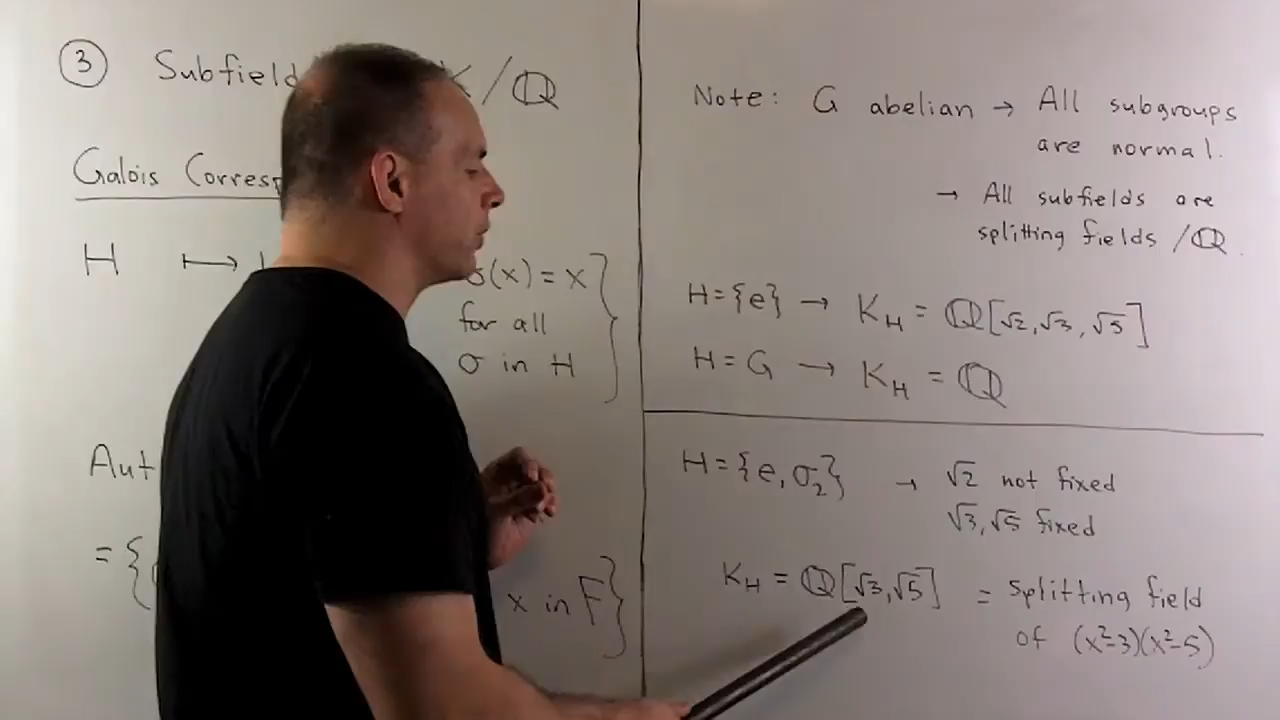 ③ Subfield K/ℚ
Galois Corresp
H ↦
σ(x) = x
for all
σ in H }
Aut
= {
x in F}
Note: G abelian → All subgroups
are normal.
→ All subfields are
splitting fields /ℚ.
H = {e} → K_H = ℚ[√2, √3, √5]
H = G → K_H = ℚ
H = {e, σ₂} → √2 not fixed
√3, √5 fixed
K_H = ℚ[√3, √5] = splitting field
of (x²-3)(x²-5)